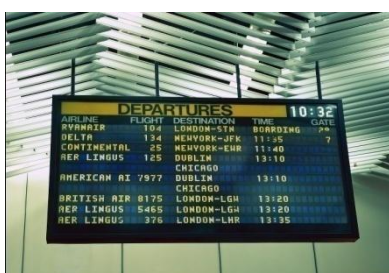 DEPARTURES 10:32
AIRLINE FLIGHT DESTINATION TIME GATE
RYANAIR 104 LONDON-STN BOARDING
DELTA 134 NEWYORK-JFK 11:35 7
CONTINENTAL 25 NEWYORK-EWR 11:40
AER LINGUS 125 DUBLIN 13:10
CHICAGO
AMERICAN AI 7977 DUBLIN 13:10
CHICAGO
BRITISH AIR 8175 LONDON-LGW 13:20
AER LINGUS 5465 LONDON-LGW 13:20
AER LINGUS 376 LONDON-LHR 13:35